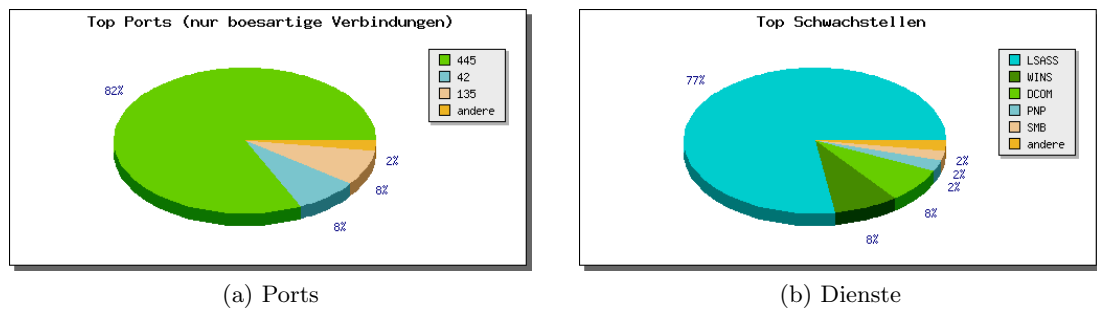 Top Ports (nur boesartige Verbindungen)
445
42
135
andere
82%
2%
8%
8%
(a) Ports
Top Schwachstellen
LSASS
WINS
DCOM
PNP
SMB
andere
77%
2%
2%
2%
8%
8%
(b) Dienste